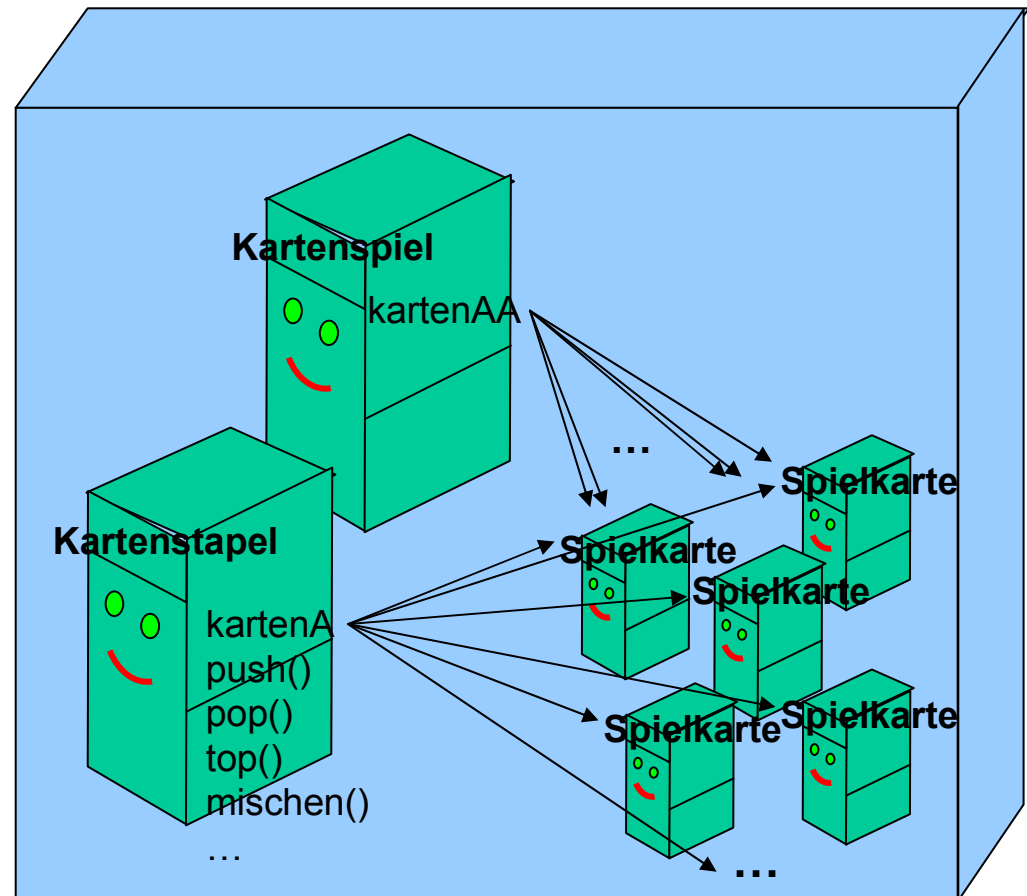 Kartenspiel
kartenAA
...
Spielkarte
Kartenstapel
Spielkarte
Spielkarte
kartenA
push()
pop()
top()
mischen()
...
Spielkarte
Spielkarte
...